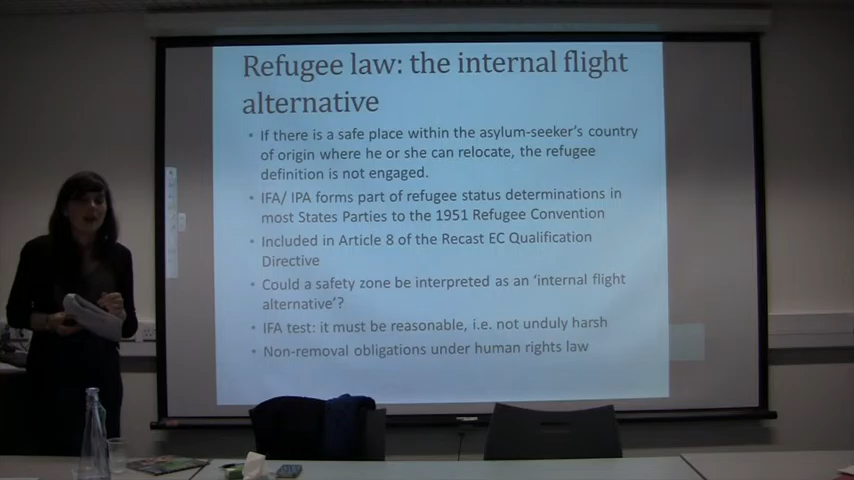 Refugee law: the internal flight
alternative
• If there is a safe place within the asylum-seeker's country
of origin where he or she can relocate, the refugee
definition is not engaged.
• IFA/ IPA forms part of refugee status determinations in
most States Parties to the 1951 Refugee Convention
• Included in Article 8 of the Recast EC Qualification
Directive
• Could a safety zone be interpreted as an 'internal flight
alternative'?
• IFA test: it must be reasonable, i.e. not unduly harsh
• Non-removal obligations under human rights law